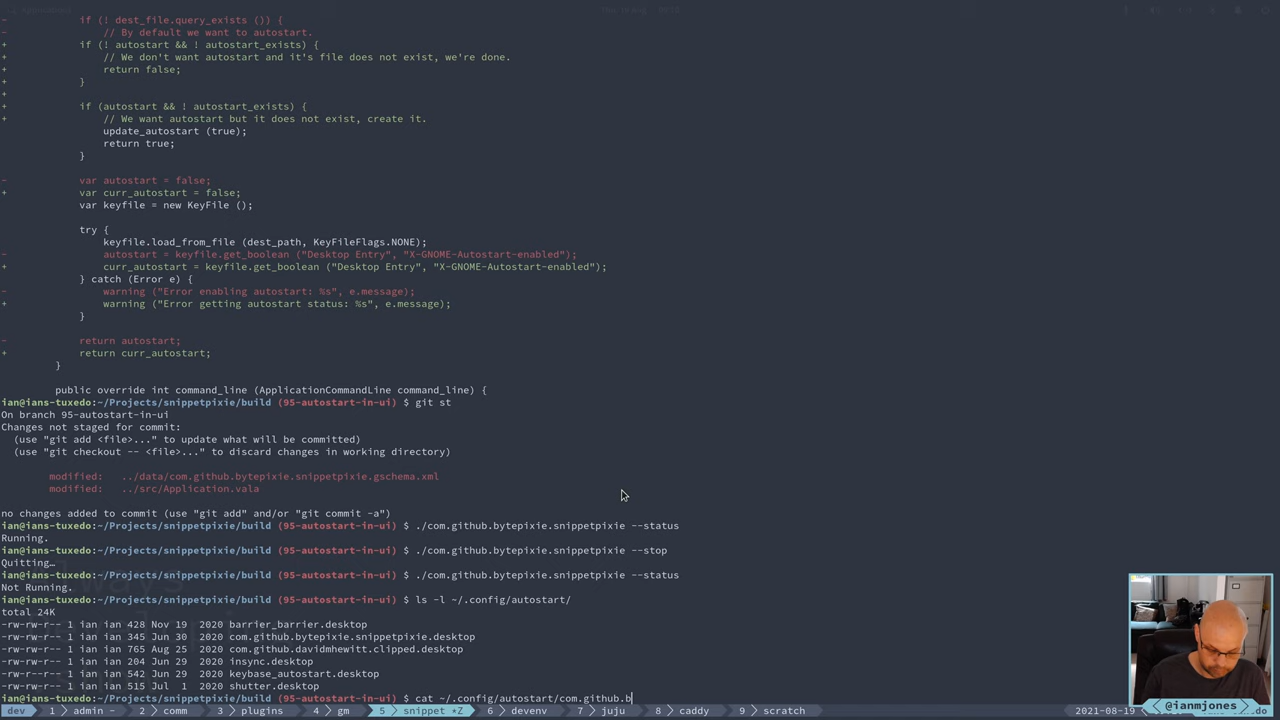 -            if (! dest_file.query_exists ()) {
-                // By default we want to autostart.
+            if (! autostart && ! autostart_exists) {
+                // We don't want autostart and it's file does not exist, we're done.
+                return false;
+            }
+
+            if (autostart && ! autostart_exists) {
+                // We want autostart but it does not exist, create it.
                 update_autostart (true);
                 return true;
             }
-            var autostart = false;
+            var curr_autostart = false;
             var keyfile = new KeyFile ();
             try {
                 keyfile.load_from_file (dest_path, KeyFileFlags.NONE);
-                autostart = keyfile.get_boolean ("Desktop Entry", "X-GNOME-Autostart-enabled");
+                curr_autostart = keyfile.get_boolean ("Desktop Entry", "X-GNOME-Autostart-enabled");
             } catch (Error e) {
-                warning ("Error enabling autostart: %s", e.message);
+                warning ("Error getting autostart status: %s", e.message);
             }
-            return autostart;
+            return curr_autostart;
         }
         public override int command_line (ApplicationCommandLine command_line) {
ian@ians-tuxedo:~/Projects/snippetpixie/build (95-autostart-in-ui) $ git st
On branch 95-autostart-in-ui
Changes not staged for commit:
  (use "git add <file>..." to update what will be committed)
  (use "git checkout -- <file>..." to discard changes in working directory)
        modified:   ../data/com.github.bytepixie.snippetpixie.gschema.xml
        modified:   ../src/Application.vala
no changes added to commit (use "git add" and/or "git commit -a")
ian@ians-tuxedo:~/Projects/snippetpixie/build (95-autostart-in-ui) $ ./com.github.bytepixie.snippetpixie --status
Running.
ian@ians-tuxedo:~/Projects/snippetpixie/build (95-autostart-in-ui) $ ./com.github.bytepixie.snippetpixie --stop
Quitting…
ian@ians-tuxedo:~/Projects/snippetpixie/build (95-autostart-in-ui) $ ./com.github.bytepixie.snippetpixie --status
Not Running.
ian@ians-tuxedo:~/Projects/snippetpixie/build (95-autostart-in-ui) $ ls -l ~/.config/autostart/
total 24K
-rw-rw-r-- 1 ian ian 428 Nov 19  2020 barrier_barrier.desktop
-rw-rw-r-- 1 ian ian 345 Jun 30  2020 com.github.bytepixie.snippetpixie.desktop
-rw-rw-r-- 1 ian ian 765 Aug 25  2020 com.github.davidmhewitt.clipped.desktop
-rw-rw-r-- 1 ian ian 204 Jun 29  2020 insync.desktop
-rw-rw-r-- 1 ian ian 542 Jun 29  2020 keybase_autostart.desktop
-rw-rw-r-- 1 ian ian 515 Jul  1  2020 shutter.desktop
ian@ians-tuxedo:~/Projects/snippetpixie/build (95-autostart-in-ui) $ cat ~/.config/autostart/com.github.b
dev 1 admin - 2 comm 3 plugins 4 gm 5 snippet *Z 6 devenv 7 juju 8 caddy 9 scratch 2021-08-19
@ianmjones